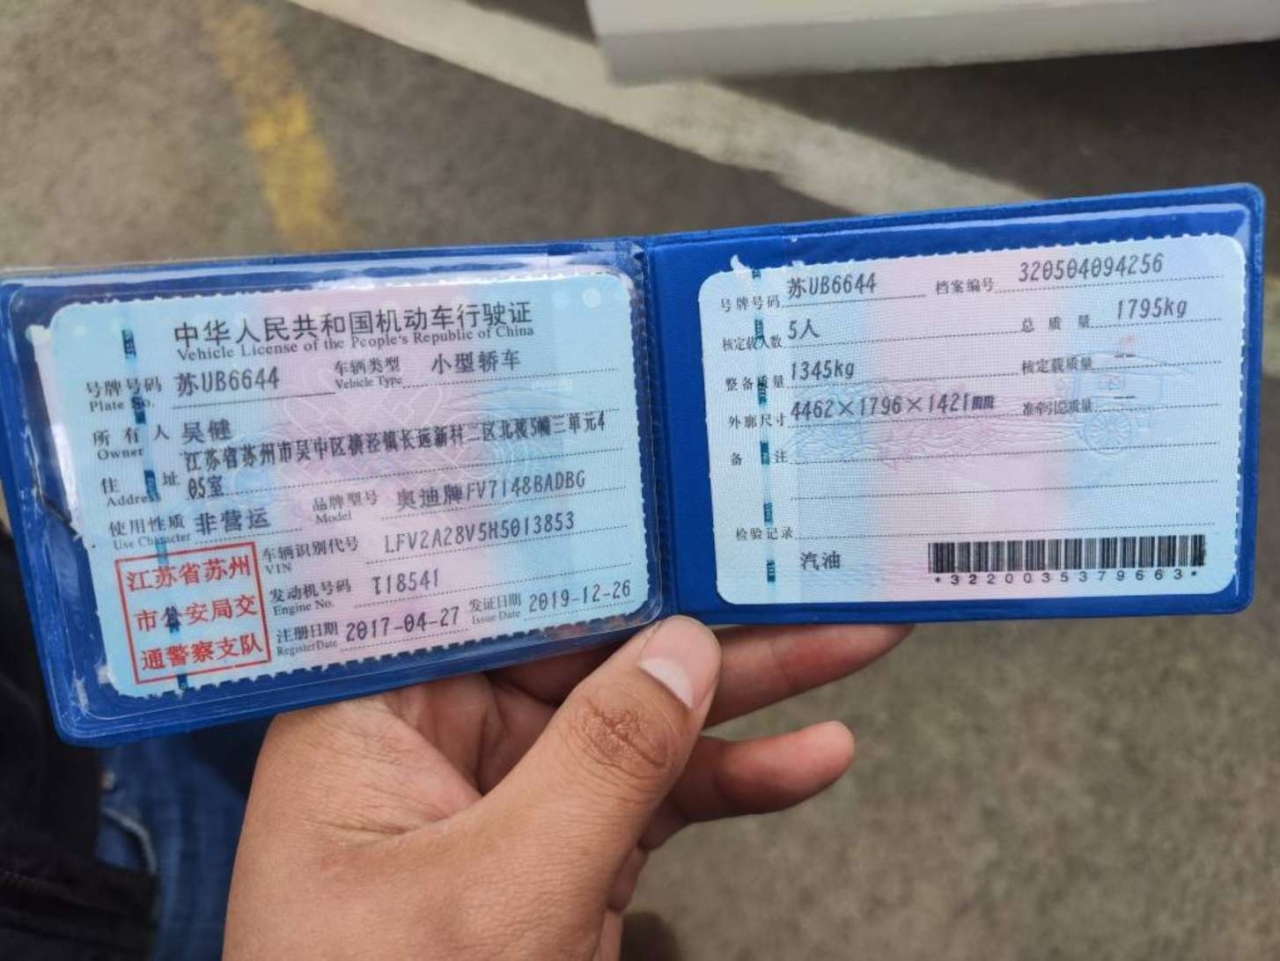 中华人民共和国机动车行驶证
Vehicle License of the People's Republic of China
号牌号码 苏UB6644 车辆类型 小型轿车
Plate No. Vehicle Type
所有人 吴健
Owner
住址 江苏省苏州市吴中区横泾镇长远新村二区北  5幢三单元4
Address 05室
使用性质 非营运 品牌型号 奥迪牌FV7148BADBG
Use Character Model
车辆识别代号 LFV2A28V5H5013853
VIN
发动机号码 T18541
Engine No.
注册日期 2017-04-27 发证日期 2019-12-26
Register Date Issue Date
江苏省苏州
市公安局交
通警察支队
号牌号码 苏UB6644 档案编号 320504094256
核定载人数 5人 总质量 1795kg
整备质量 1345kg 核定载质量 --
外廓尺寸 4462×1796×1421mm 准牵引总质量 --
备注
检验记录
汽油
*3220035379663*